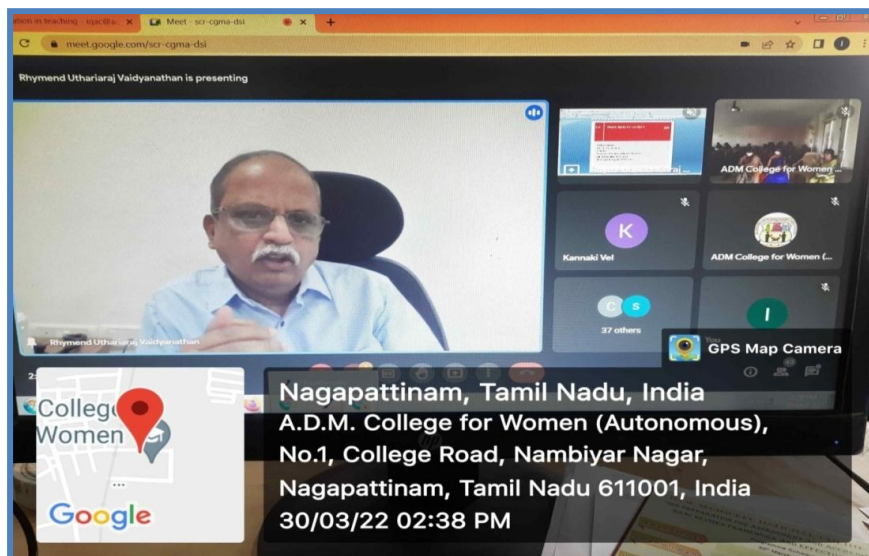 Meet - scr-cgma-dsi
meet.google.com/scr-cgma-dsi
Rhymend Uthariaraj Vaidyanathan is presenting
ADM College for Women ...
K
Kannaki Vel
ADM College for Women (...
C S
37 others
I
You
Rhymend Uthariaraj Vaidyanathan
GPS Map Camera
College
Women
Google
Nagapattinam, Tamil Nadu, India
A.D.M. College for Women (Autonomous),
No.1, College Road, Nambiyar Nagar,
Nagapattinam, Tamil Nadu 611001, India
30/03/22 02:38 PM